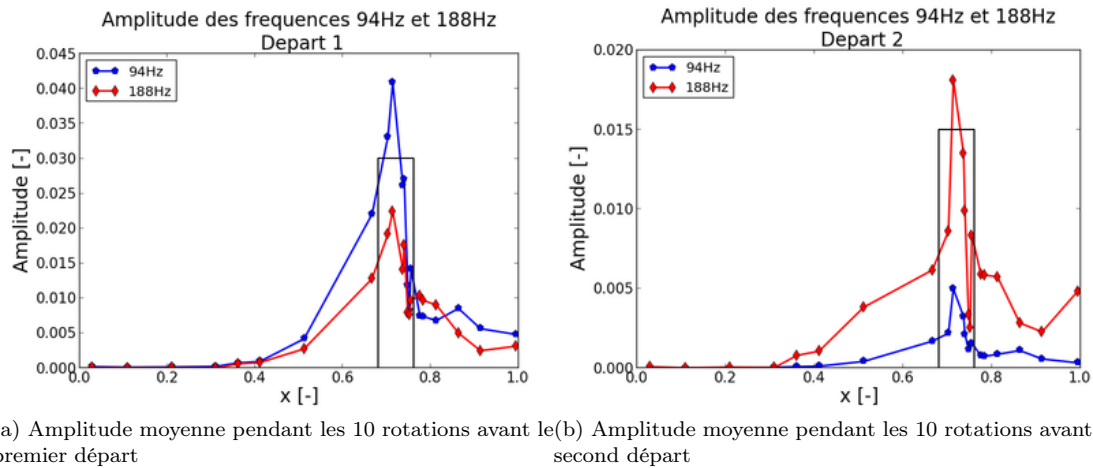 Amplitude des frequences 94Hz et 188Hz
Depart 1
0.045
0.040
0.035
0.030
0.025
0.020
0.015
0.010
0.005
0.000
0.0 0.2 0.4 0.6 0.8 1.0
Amplitude [-]
x [-]
94Hz
188Hz
Amplitude des frequences 94Hz et 188Hz
Depart 2
0.020
0.015
0.010
0.005
0.000
0.0 0.2 0.4 0.6 0.8 1.0
Amplitude [-]
x [-]
94Hz
188Hz
a) Amplitude moyenne pendant les 10 rotations avant le
premier départ
(b) Amplitude moyenne pendant les 10 rotations avant
second départ